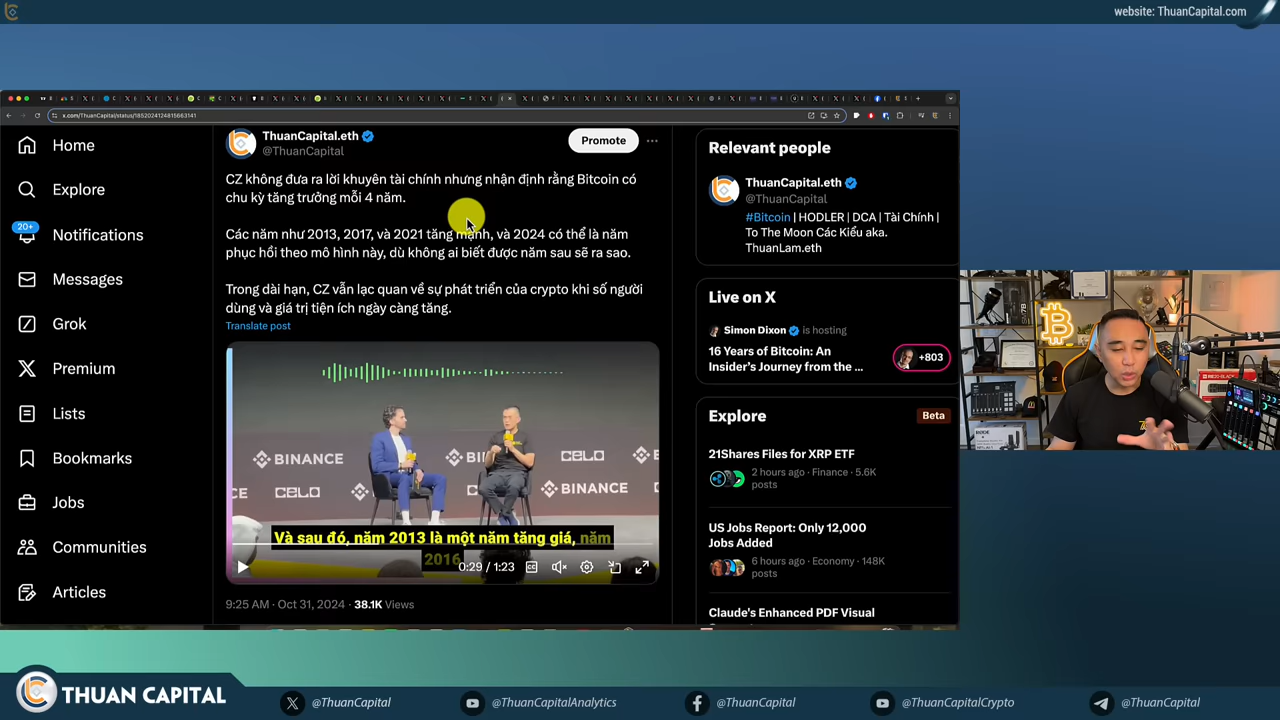 website: ThuanCapital.com
x.com/ThuanCapital/status/1852024124815663141
Home
Explore
20+
Notifications
Messages
Grok
Premium
Lists
Bookmarks
Jobs
Communities
Articles
ThuanCapital.eth
@ThuanCapital
Promote
CZ không đưa ra lời khuyên tài chính nhưng nhận định rằng Bitcoin có
chu kỳ tăng trưởng mỗi 4 năm.
Các năm như 2013, 2017, và 2021 tăng mạnh, và 2024 có thể là năm
phục hồi theo mô hình này, dù không ai biết được năm sau sẽ ra sao.
Trong dài hạn, CZ vẫn lạc quan về sự phát triển của crypto khi số người
dùng và giá trị tiện ích ngày càng tăng.
Translate post
BINANCE
CELO
BINANCE
CELO
BINANCE
Và sau đó, năm 2013 là một năm tăng giá, năm
2016
0:29 / 1:23
9:25 AM · Oct 31, 2024 · 38.1K Views
Relevant people
ThuanCapital.eth
@ThuanCapital
#Bitcoin | HODLER | DCA | Tài Chính |
To The Moon Các Kiểu aka.
ThuanLam.eth
Live on X
Simon Dixon is hosting
16 Years of Bitcoin: An
Insider's Journey from the ...
+803
Explore
Beta
21Shares Files for XRP ETF
2 hours ago · Finance · 5.6K
posts
US Jobs Report: Only 12,000
Jobs Added
6 hours ago · Economy · 148K
posts
Claude's Enhanced PDF Visual
THUAN CAPITAL
@ThuanCapital
@ThuanCapitalAnalytics
@ThuanCapital
@ThuanCapitalCrypto
@ThuanCapital